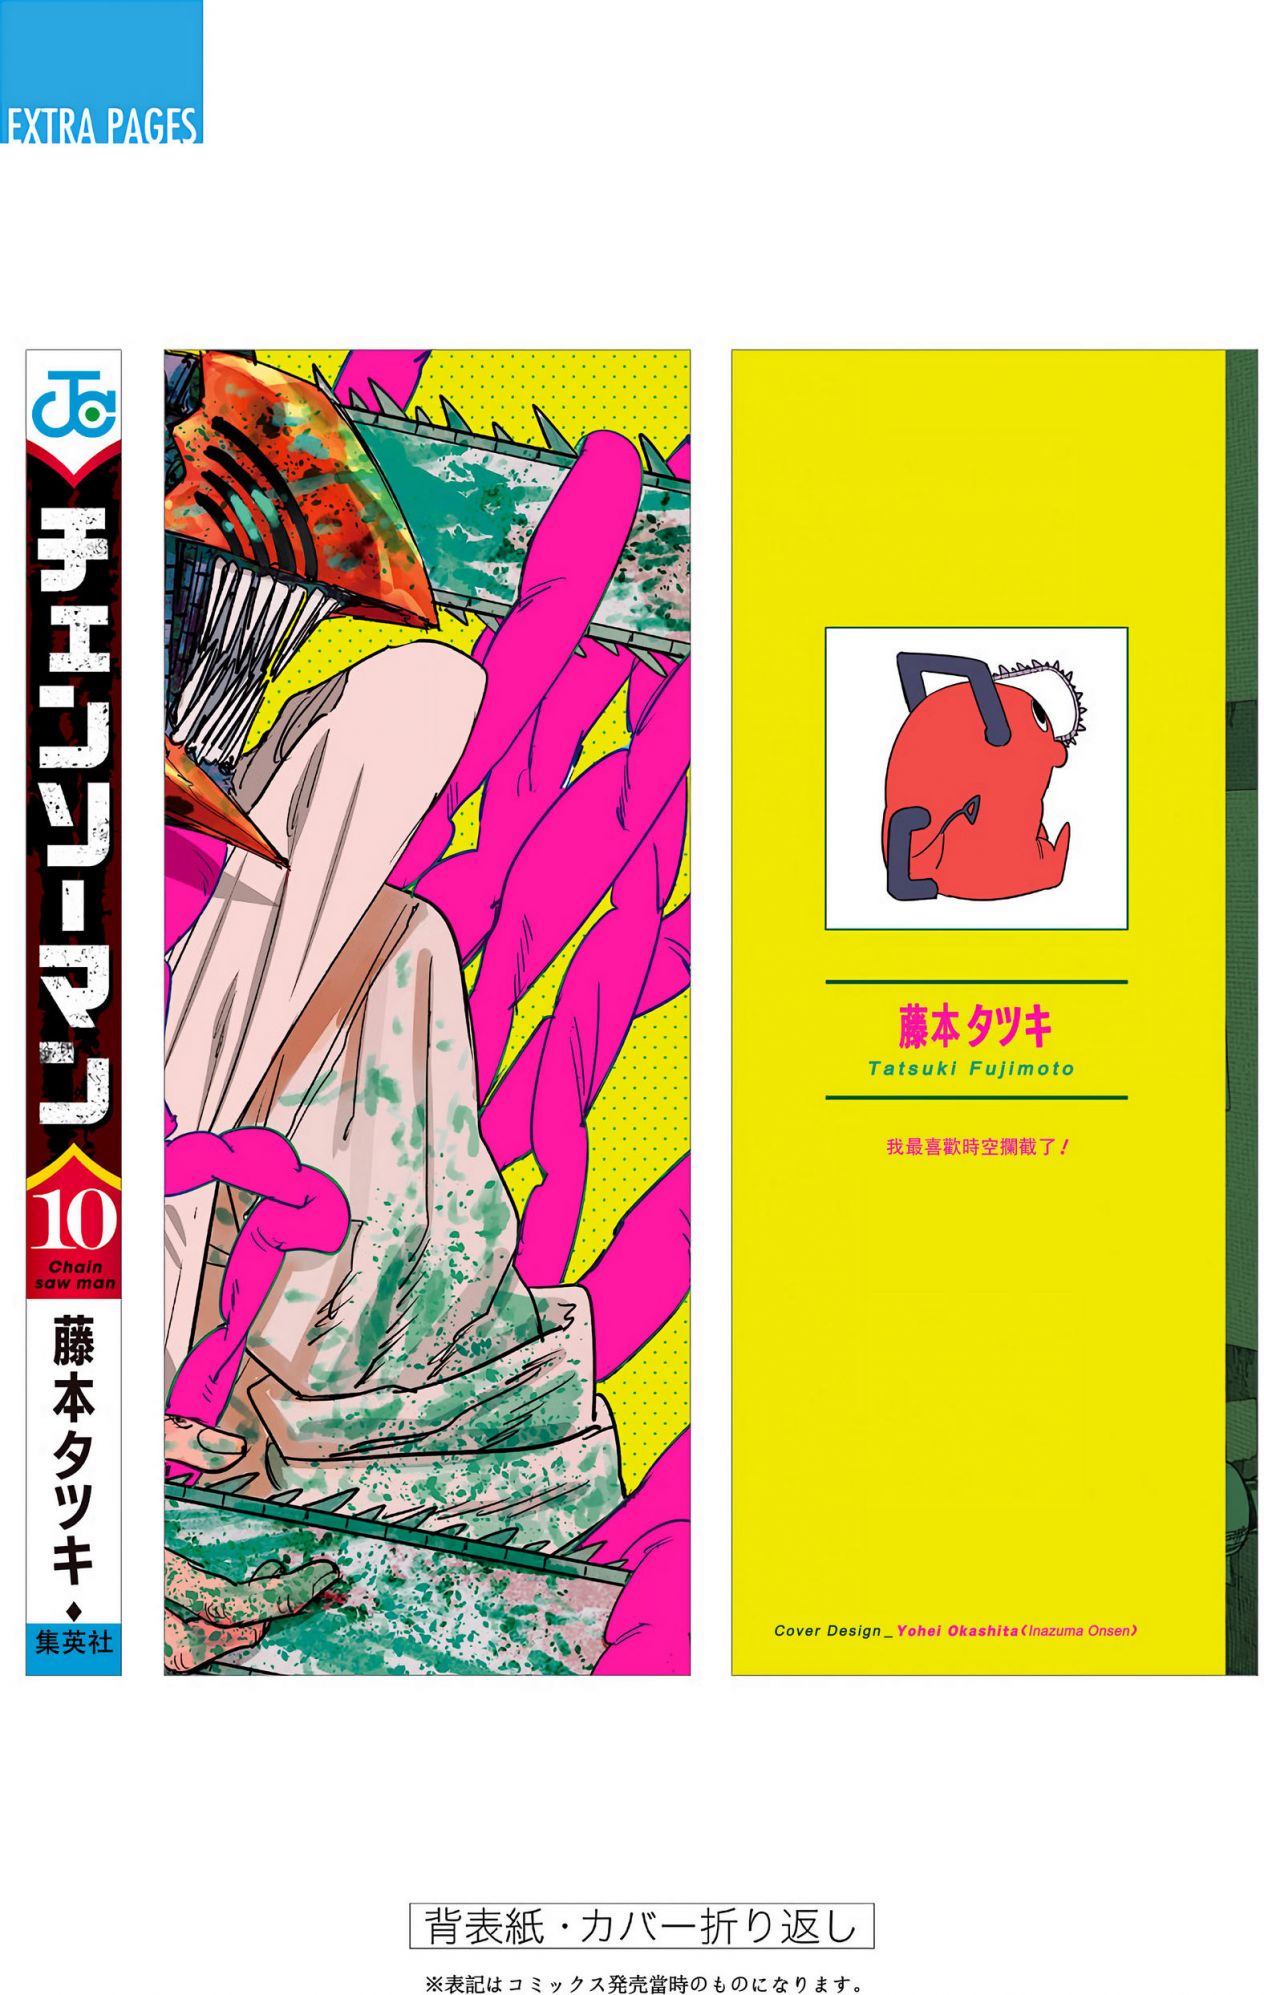 EXTRA PAGES
JC
チェンソーマン
10
Chain
saw man
藤本タツキ◆
集英社
藤本タツキ
Tatsuki Fujimoto
我最喜歡時空攔截了！
Cover Design_Yohei Okashita(Inazuma Onsen)
背表紙・カバー折り返し
※表記はコミックス発売當時のものになります。